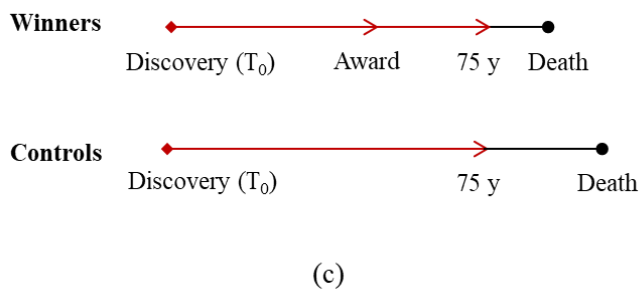 Winners
Discovery (T₀) Award 75 y Death
Controls
Discovery (T₀) 75 y Death
(c)